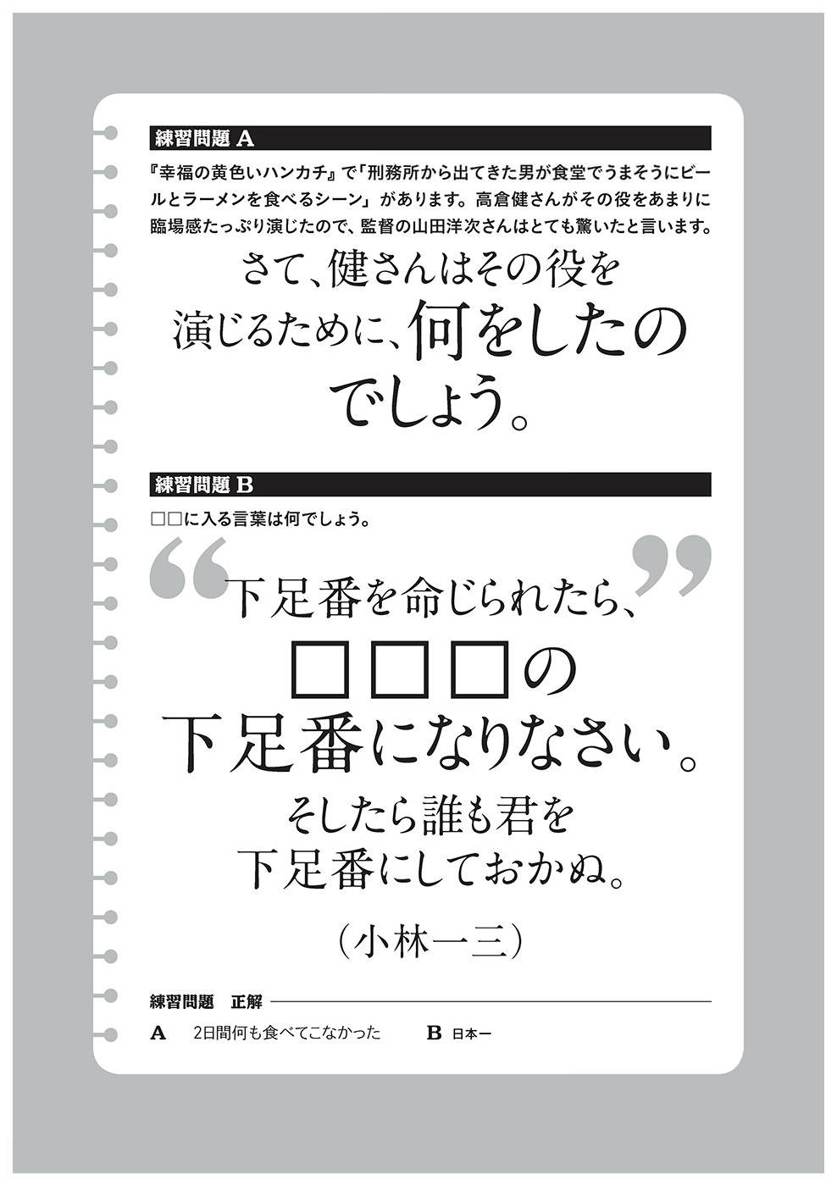 練習問題 A
『幸福の黄色いハンカチ』で「刑務所から出てきた男が食堂でうまそうにビー
ルとラーメンを食べるシーン」があります。高倉健さんがその役をあまりに
臨場感たっぷり演じたので、監督の山田洋次さんはとても驚いたと言います。
さて、健さんはその役を
演じるために、何をしたの
でしょう。
練習問題 B
□□に入る言葉は何でしょう。
“下足番を命じられたら、”
□□□の
下足番になりなさい。
そしたら誰も君を
下足番にしておかぬ。
(小林一三)
練習問題 正解
A 2日間何も食べてこなかった B 日本一